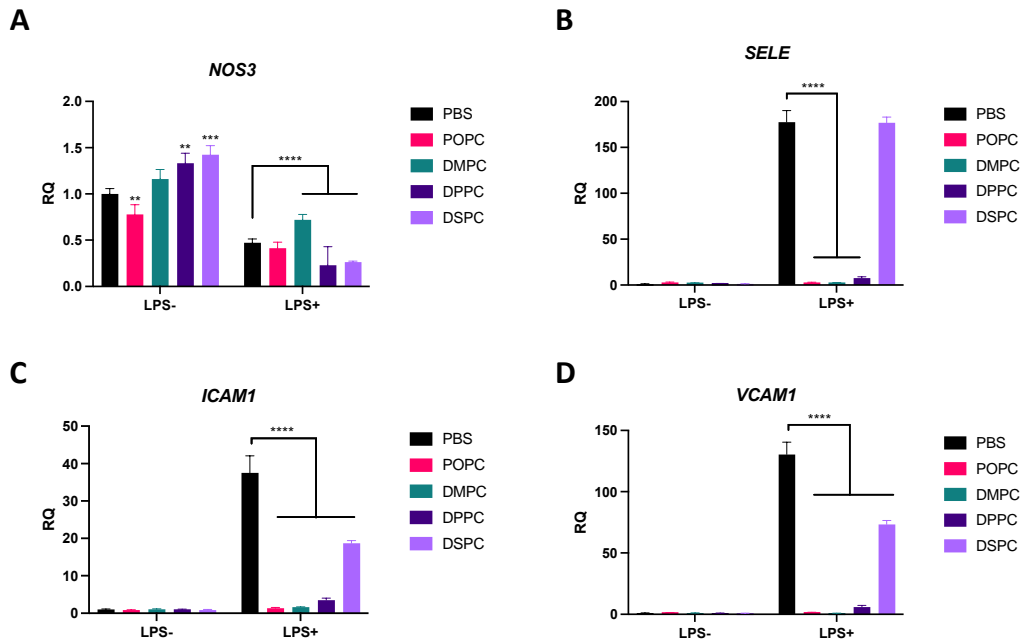 A
NOS3
RQ
2.0
1.5
1.0
0.5
0.0
**
**
***
****
LPS-
LPS+
PBS
POPC
DMPC
DPPC
DSPC
B
SELE
RQ
200
150
100
50
0
****
LPS-
LPS+
PBS
POPC
DMPC
DPPC
DSPC
C
ICAM1
RQ
50
40
30
20
10
0
****
LPS-
LPS+
PBS
POPC
DMPC
DPPC
DSPC
D
VCAM1
RQ
150
100
50
0
****
LPS-
LPS+
PBS
POPC
DMPC
DPPC
DSPC